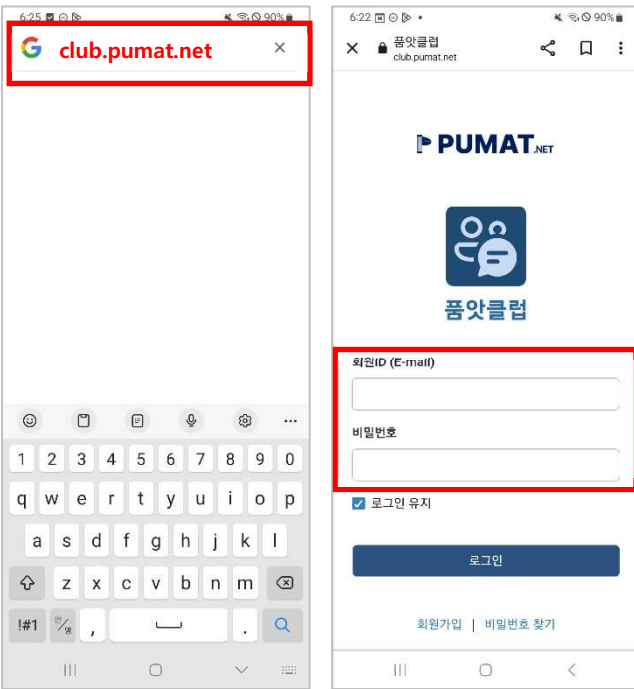 6:25 90%
club.pumat.net
1 2 3 4 5 6 7 8 9 0
q w e r t y u i o p
a s d f g h j k l
z x c v b n m
!#1 한/영 , .
6:22 90%
품앗클럽
club.pumat.net
PUMAT.NET
품앗클럽
회원ID (E-mail)
비밀번호
로그인 유지
로그인
회원가입 | 비밀번호 찾기